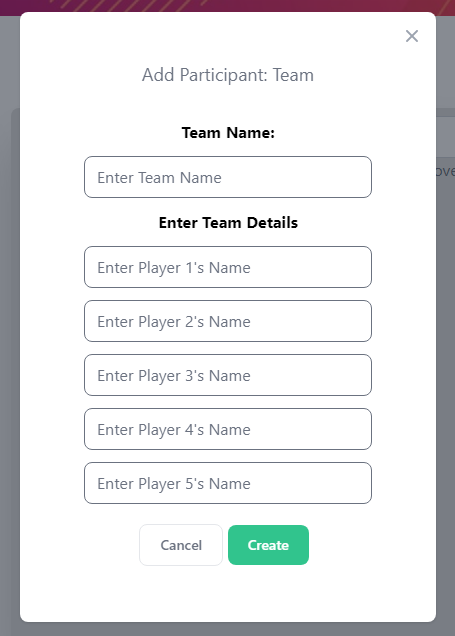 Add Participant: Team
Team Name:
Enter Team Name
Enter Team Details
Enter Player 1's Name
Enter Player 2's Name
Enter Player 3's Name
Enter Player 4's Name
Enter Player 5's Name
Cancel Create